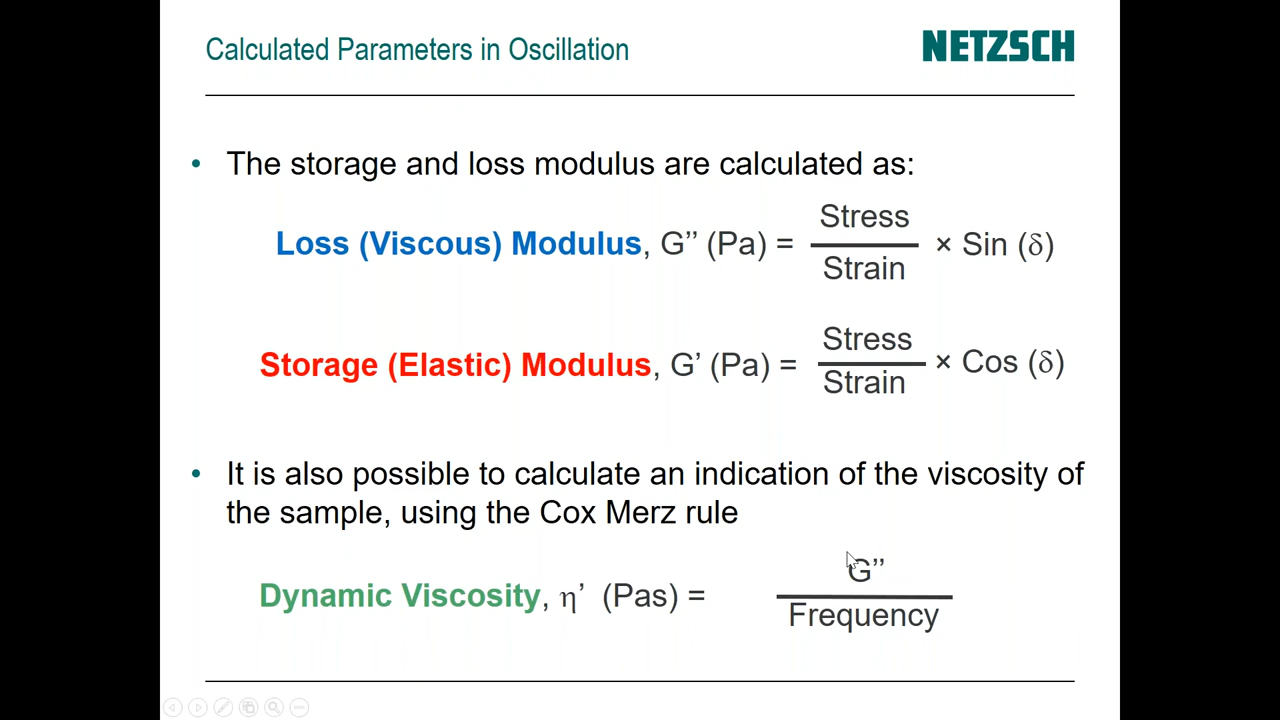 Calculated Parameters in Oscillation
NETZSCH
• The storage and loss modulus are calculated as:
Loss (Viscous) Modulus, G’’ (Pa) = Stress / Strain × Sin (δ)
Storage (Elastic) Modulus, G’ (Pa) = Stress / Strain × Cos (δ)
• It is also possible to calculate an indication of the viscosity of
the sample, using the Cox Merz rule
Dynamic Viscosity, η’ (Pas) = G’’ / Frequency